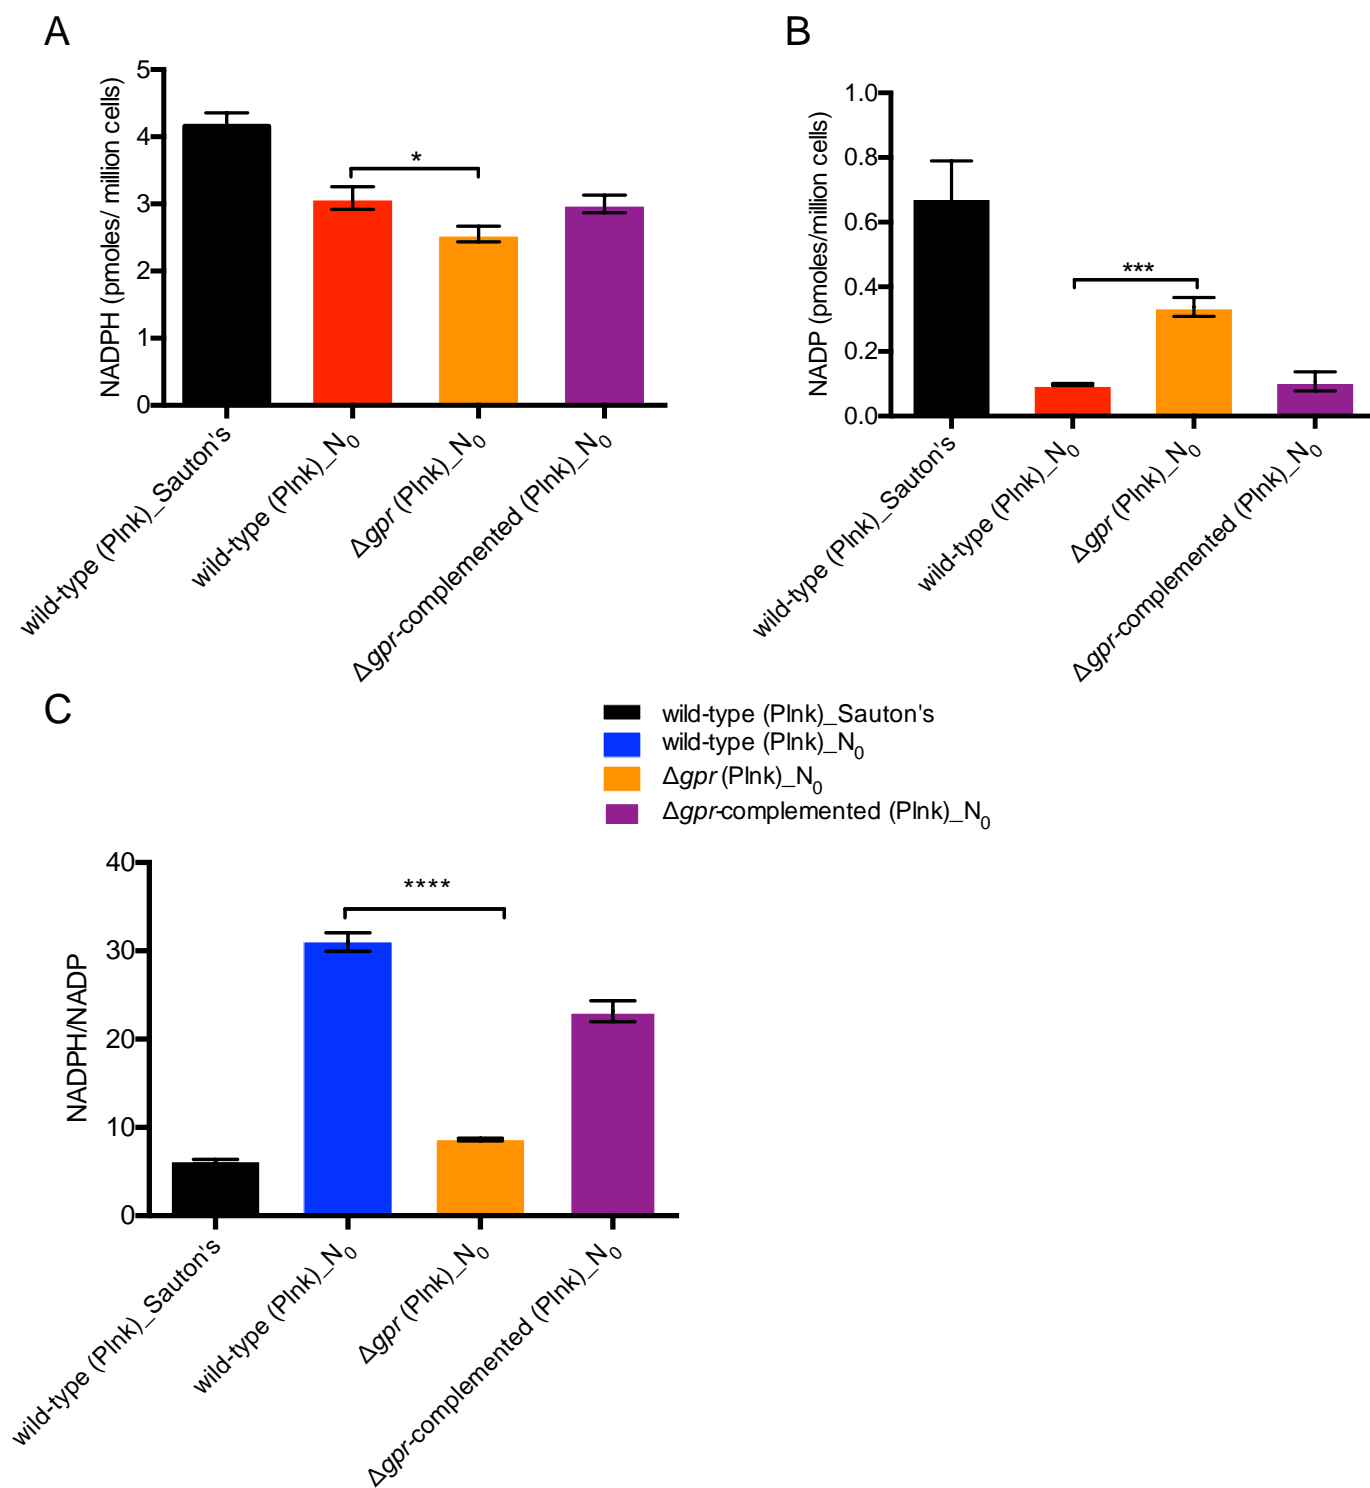 A
NADPH (pmoles/ million cells)
5
4
3
2
1
0
*
wild-type (Plnk)_Sauton's
wild-type (Plnk)_N0
Δgpr (Plnk)_N0
Δgpr-complemented (Plnk)_N0
B
NADP (pmoles/million cells)
1.0
0.8
0.6
0.4
0.2
0.0
***
wild-type (Plnk)_Sauton's
wild-type (Plnk)_N0
Δgpr (Plnk)_N0
Δgpr-complemented (Plnk)_N0
C
wild-type (Plnk)_Sauton's
wild-type (Plnk)_N0
Δgpr (Plnk)_N0
Δgpr-complemented (Plnk)_N0
NADPH/NADP
40
30
20
10
0
****
wild-type (Plnk)_Sauton's
wild-type (Plnk)_N0
Δgpr (Plnk)_N0
Δgpr-complemented (Plnk)_N0